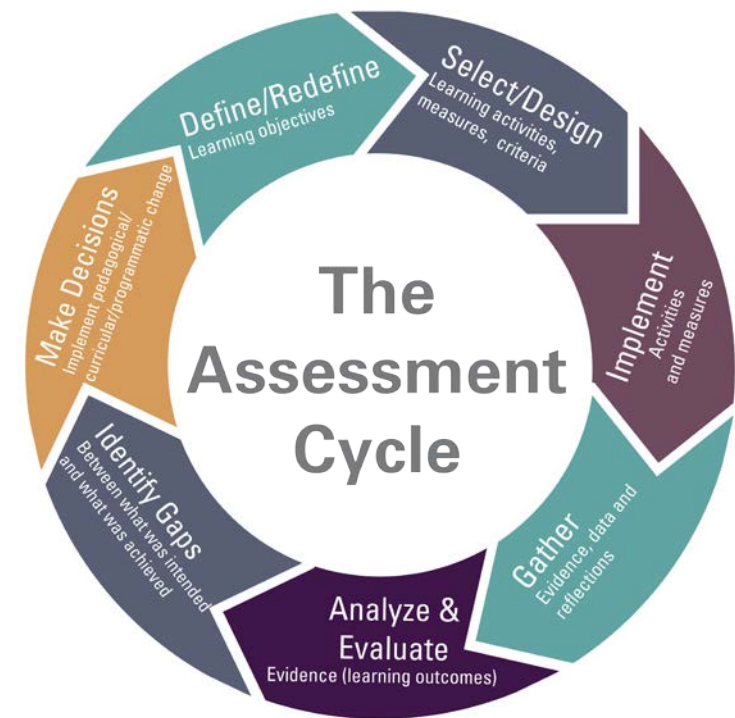 The
Assessment
Cycle
Define/Redefine
Learning objectives
Select/Design
Learning activities,
measures, criteria
Implement
Activities
and measures
Gather
Evidence, data and
reflections
Analyze &
Evaluate
Evidence (learning outcomes)
Identify Gaps
Between what was intended
and what was achieved
Make Decisions
Implement pedagogical/
curricular/programmatic change